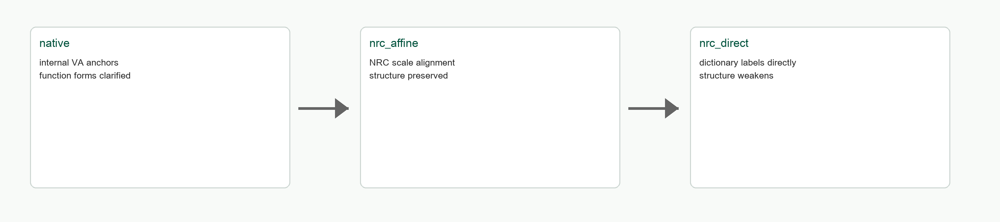 native
internal VA anchors
function forms clarified
nrc_affine
NRC scale alignment
structure preserved
nrc_direct
dictionary labels directly
structure weakens